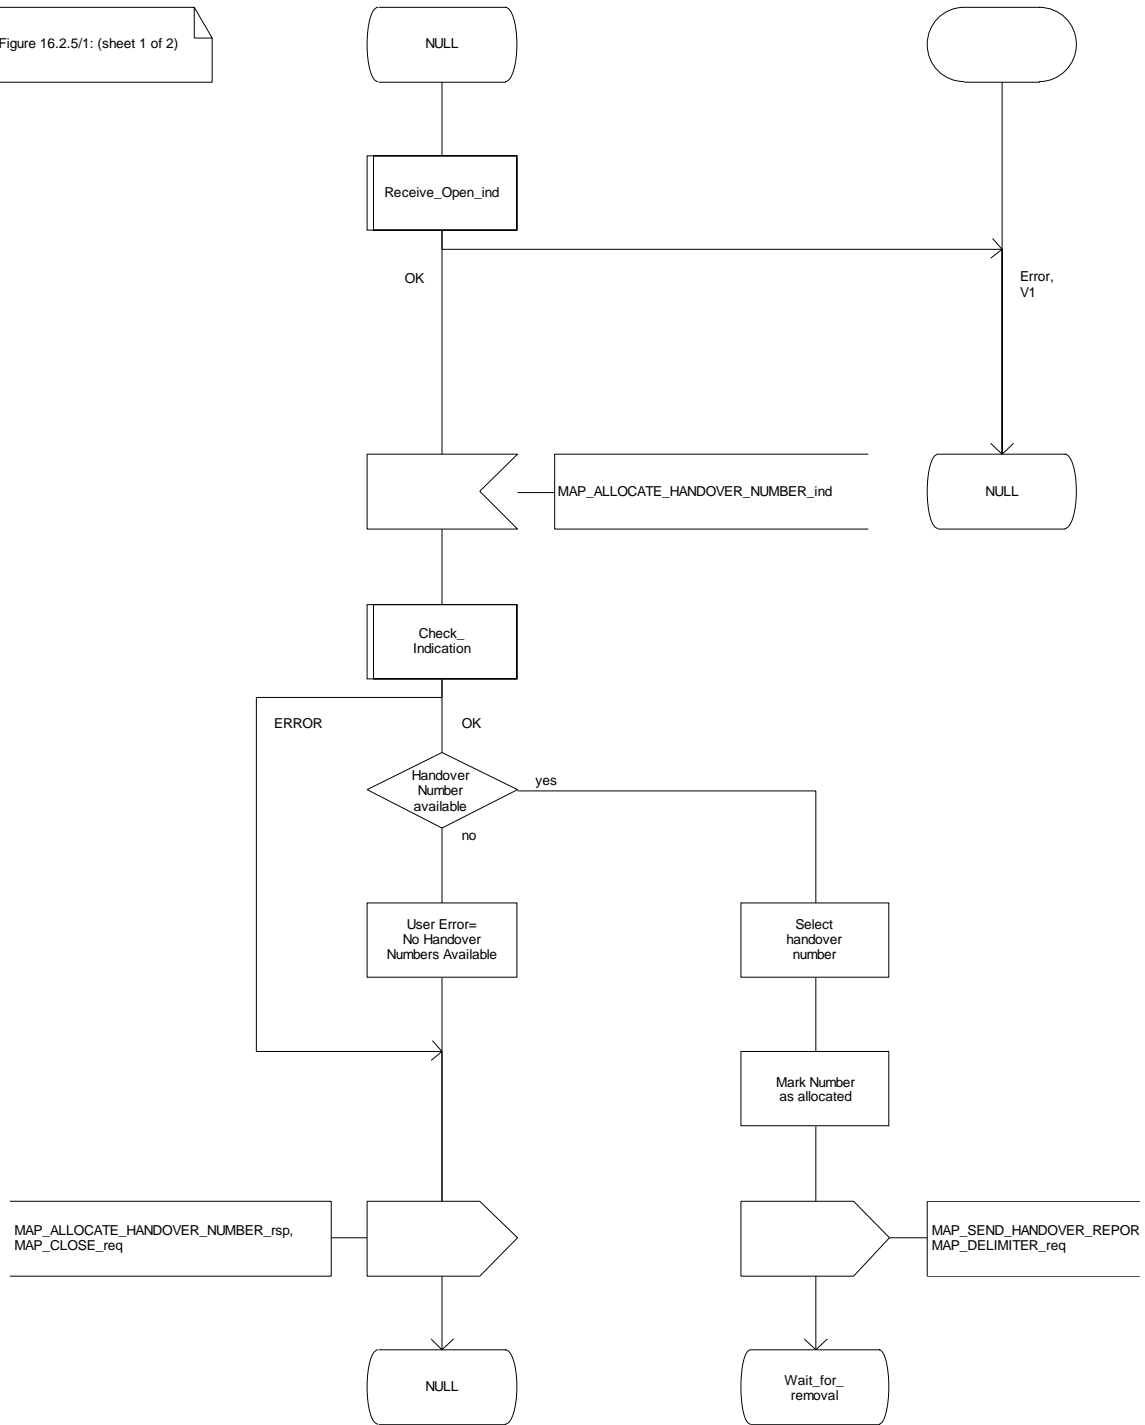 Figure 16.2.5/1: (sheet 1 of 2)
NULL
Receive_Open_ind
OK
Error,
V1
MAP_ALLOCATE_HANDOVER_NUMBER_ind
NULL
Check_
Indication
ERROR
OK
Handover
Number
available
yes
no
User Error=
No Handover
Numbers Available
Select
handover
number
Mark Number
as allocated
MAP_ALLOCATE_HANDOVER_NUMBER_rsp,
MAP_CLOSE_req
MAP_SEND_HANDOVER_REPOR
MAP_DELIMITER_req
NULL
Wait_for_
removal